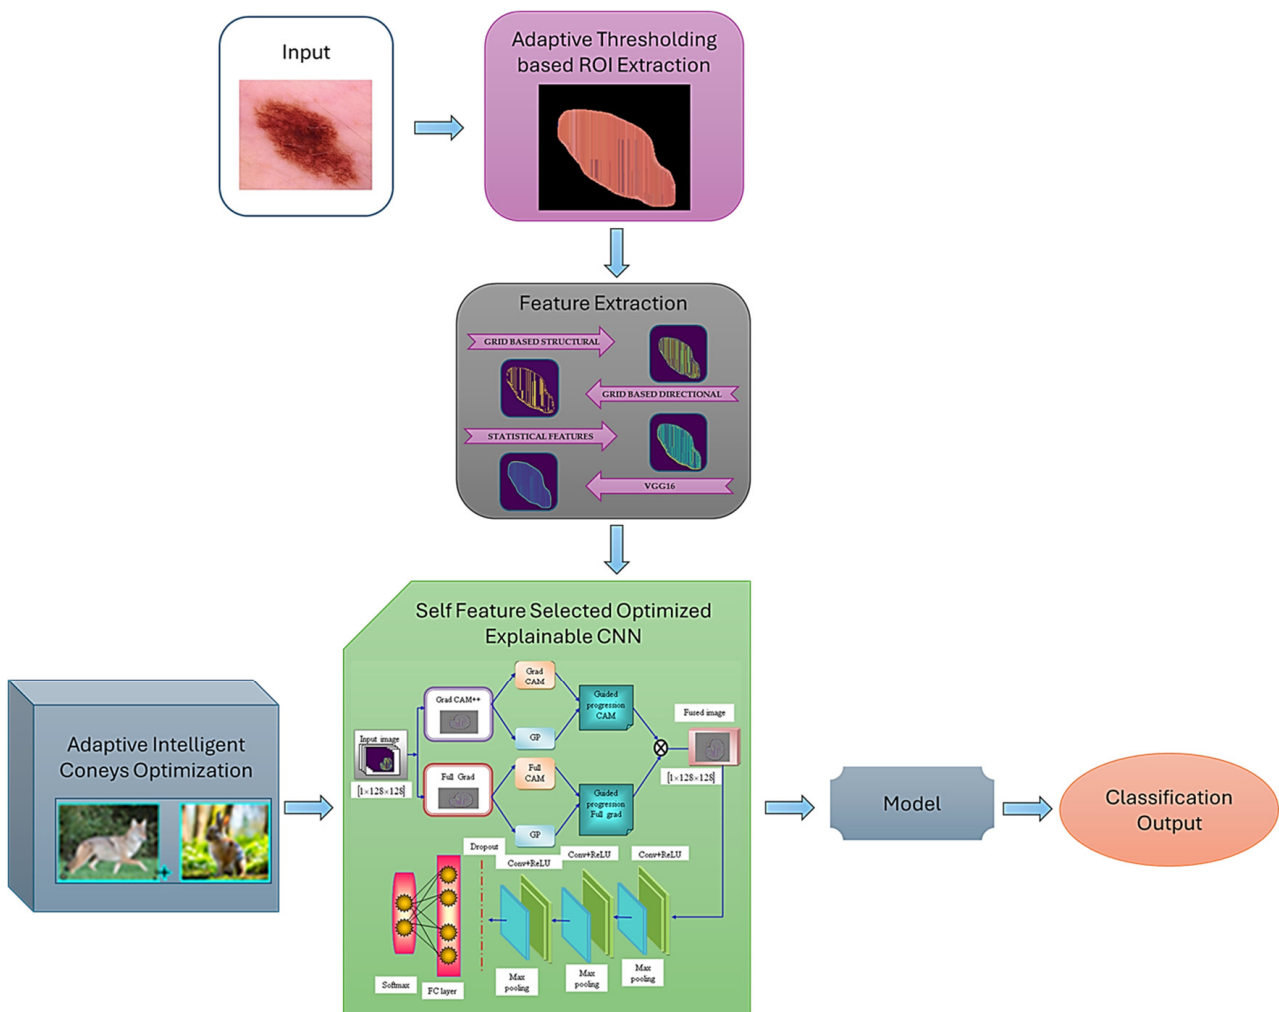 Input
Adaptive Thresholding
based ROI Extraction
Feature Extraction
GRID BASED STRUCTURAL
GRID BASED DIRECTIONAL
STATISTICAL FEATURES
VGG16
Self Feature Selected Optimized
Explainable CNN
Grad
CAM
Grad CAM++
Guided
progression
CAM
Fused image
Input image
GP
[1×128×128]
Full Grad
Full
CAM
[1×128×128]
Guided
progression
Full grad
GP
Dropout
Conv+ReLU
Conv+ReLU
Conv+ReLU
Max
pooling
Max
pooling
Max
pooling
Softmax
FC layer
Adaptive Intelligent
Coneys Optimization
Model
Classification
Output